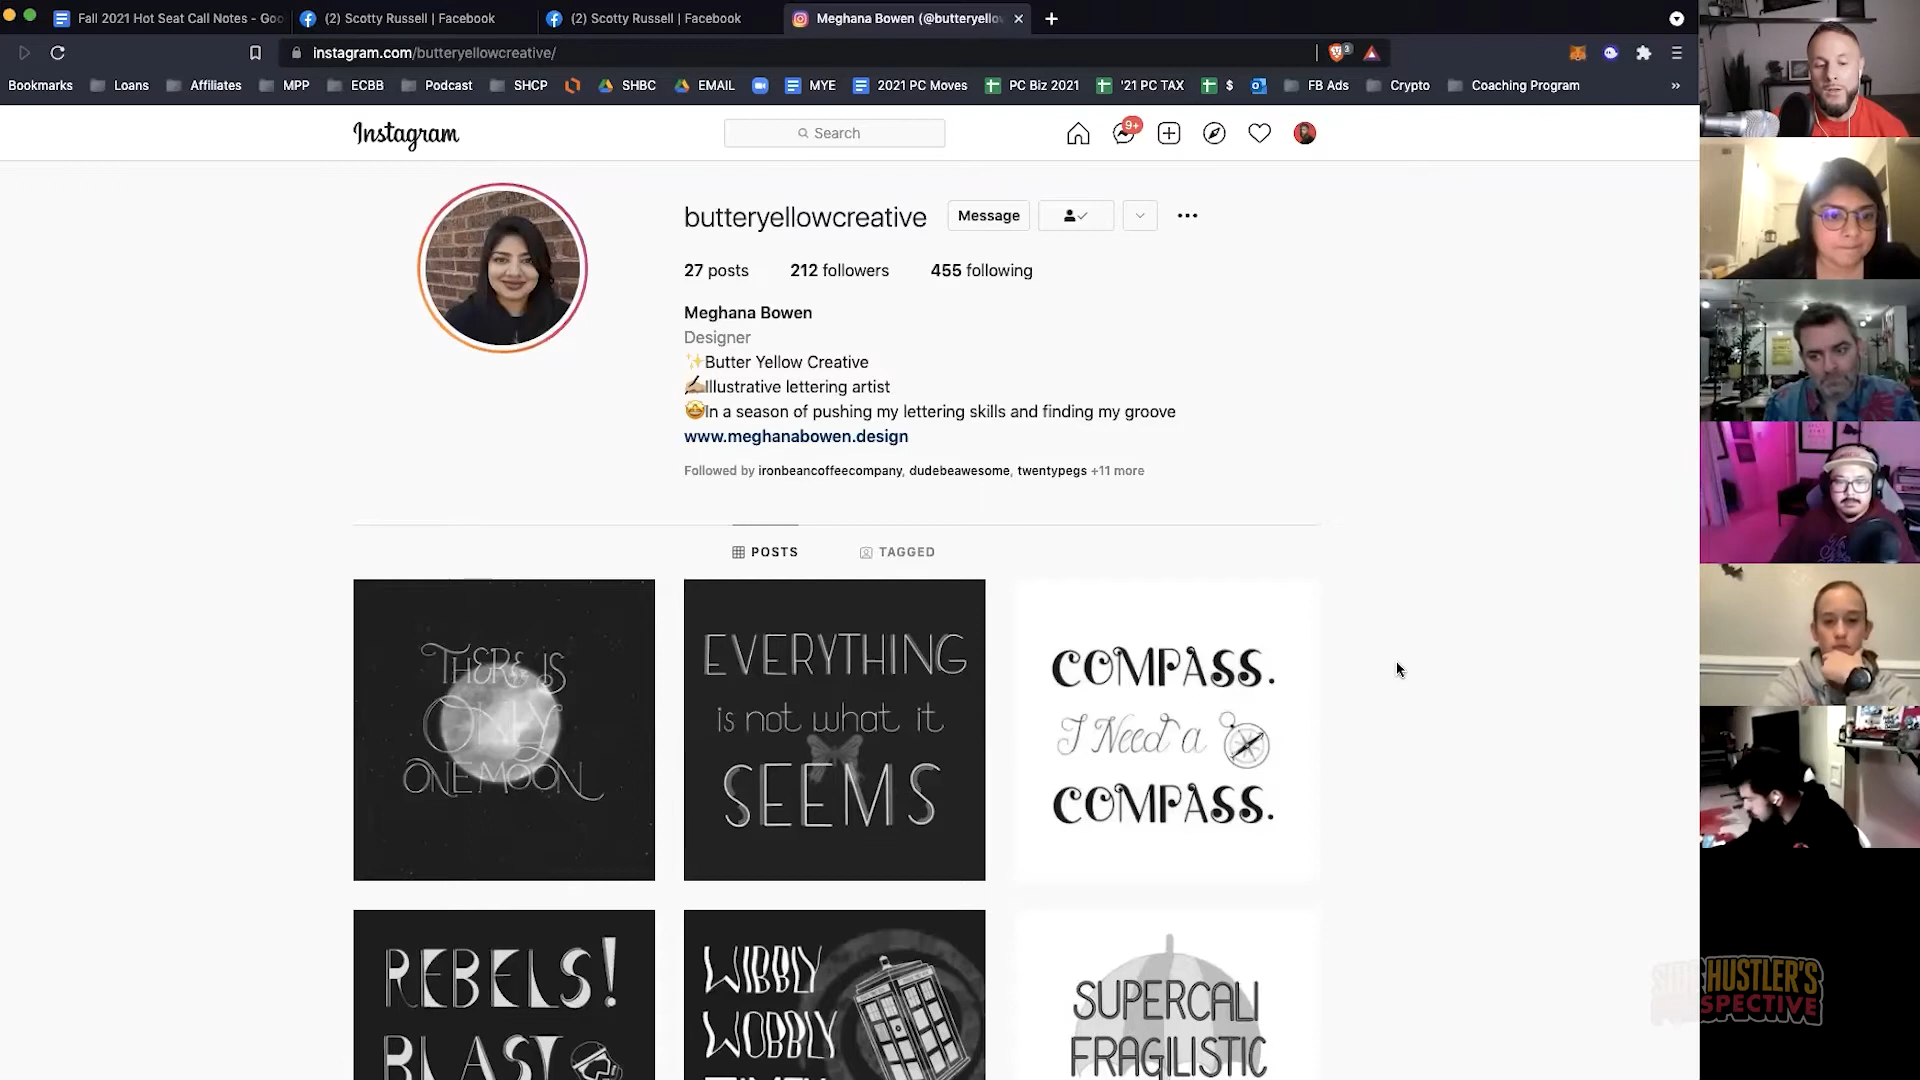 Fall 2021 Hot Seat Call Notes - Goo
(2) Scotty Russell | Facebook
(2) Scotty Russell | Facebook
Meghana Bowen (@butteryello
instagram.com/butteryellowcreative/
3
Bookmarks
Loans
Affiliates
MPP
ECBB
Podcast
SHCP
SHBC
EMAIL
MYE
2021 PC Moves
PC Biz 2021
'21 PC TAX
$
FB Ads
Crypto
Coaching Program
»
Instagram
Search
9+
butteryellowcreative
Message
27 posts
212 followers
455 following
Meghana Bowen
Designer
✨Butter Yellow Creative
✍🏼Illustrative lettering artist
🤩In a season of pushing my lettering skills and finding my groove
www.meghanabowen.design
Followed by ironbeancoffeecompany, dudebeawesome, twentypegs +11 more
POSTS
TAGGED
THERE IS
ONLY
ONE MOON
EVERYTHING
is not what it
SEEMS
COMPASS.
I Need a
COMPASS.
REBELS!
BLAST
WIBBLY
WOBBLY
SUPERCALI
FRAGILISTIC
HUSTLER'S
SPECTIVE